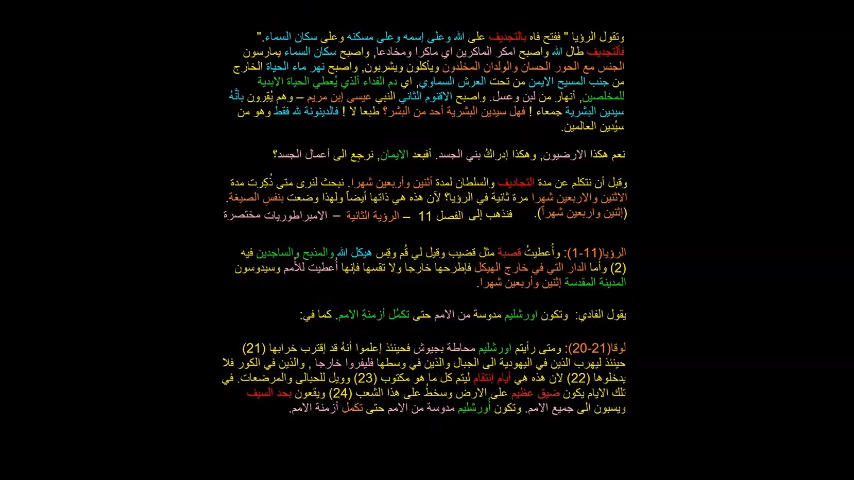 وتقول الرؤيا " ففتح فاه بالتجديف على الله وعلى إسمه وعلى مسكنه وعلى سكان السماء."
فألتجديف طال الله واصبح امكر الماكرين اي ماكرا ومخادعا, واصبح سكان السماء يمارسون
الجنس مع الحور الحسان والولدان المخلدون ويأكلون ويشربون, واصبح نهر ماء الحياة الخارج
من جنب المسيح الايمن من تحت العرش السماوي, اي دم الفداء ألذي يُعطي الحياة الابدية
للمخلصين, أنهار من لبن وعسل. واصبح الاقنوم الثاني النبي عيسى إبن مريم – وهم يُقِرون بأنَّهُ
سيدين البشرية جمعاء ! فهل سيدين البشرية أحد من البشر؟ طبعا لا ! فالدينونة لله فقط وهو من
سيُدين العالمين.
نعم هكذا الارضيون, وهكذا إدراكُ بني الجسد. أفبعد الايمان, نرجع الى أعمال الجسد؟
وقبل أن نتكلم عن مدة التجاديف والسلطان لمدة أثنين وأربعين شهرا. نبحث لنرى متى ذُكِرت مدة
الاثنين والاربعين شهرا مرة ثانية في الرؤيا؟ لآن هذه هي ذاتها أيضاً ولهذا وضعت بنفسِ الصيغة.
(إثنين واربعين شهراً). فنذهب إلى الفصل 11 – الرؤية الثانية – الامبراطوريات مختصرة
الرؤيا(11-1): وأعطيتُ قصبة مثل قضيب وقيل لي قُم وقِس هيكل الله والمذبح والساجدين فيه
(2) وأما الدار التي في خارج الهيكل فإطرحها خارجا ولا تقسها فإنها أُعطيت للأمم وسيدوسون
المدينة المقدسة إثنين وأربعين شهرا.
يقول الفادي: وتكون اورشليم مدوسة من الامم حتى تكمُل أزمنةِ الامم. كما في:
لوقا(21-20): ومتى رأيتم اورشليم محاطة بجيوش فحينئذ إعلموا أنهُ قد إقترب خرابها (21)
حينئذ ليهرب الذين في اليهودية الى الجبال والذين في وسطها فليفروا خارجا , والذين في الكور فلا
يدخلوها (22) لان هذه هي أيام إنتقام ليتم كل ما هو مكتوب (23) وويل للحبالى والمرضعات. في
تلك الايام يكون ضيق عظيم على الارض وسخطُ على هذا الشعب (24) ويقعون بحد السيف
ويسبون الى جميع الامم. وتكون أورشليم مدوسة من الامم حتى تكمل أزمنة الامم.